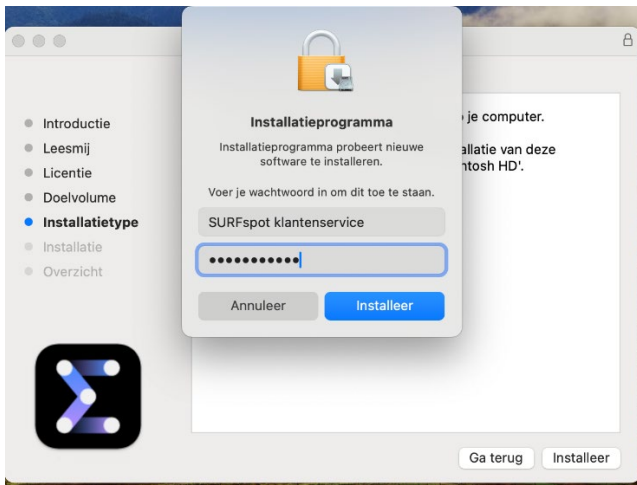 Introductie
Leesmij
Licentie
Doelvolume
Installatietype
Installatie
Overzicht
Installatieprogramma
Installatieprogramma probeert nieuwe
software te installeren.
Voer je wachtwoord in om dit toe te staan.
SURFspot klantenservice
●●●●●●●●●●●
Annuleer
Installeer
je computer.
allatie van deze
ntosh HD'.
Ga terug
Installeer